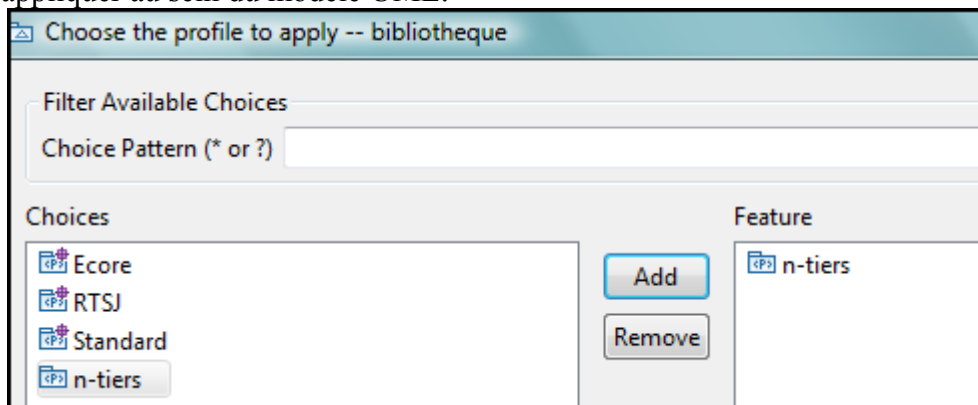 appliquer au sein du modèle UML.
Choose the profile to apply -- bibliotheque
Filter Available Choices
Choice Pattern (* or ?)
Choices
Feature
Ecore
RTSJ
Standard
n-tiers
Add
Remove
n-tiers